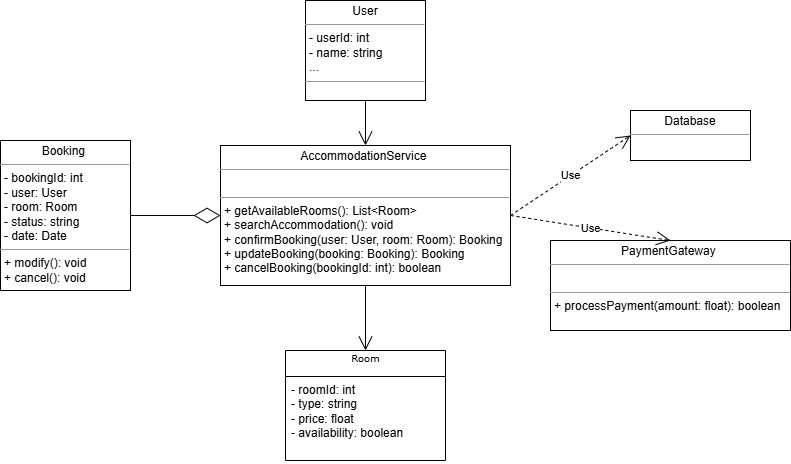 User
- userId: int
- name: string
...
Database
Booking
- bookingId: int
- user: User
- room: Room
- status: string
- date: Date
+ modify(): void
+ cancel(): void
AccommodationService
+ getAvailableRooms(): List<Room>
+ searchAccommodation(): void
+ confirmBooking(user: User, room: Room): Booking
+ updateBooking(booking: Booking): Booking
+ cancelBooking(bookingId: int): boolean
Use
Use
PaymentGateway
+ processPayment(amount: float): boolean
Room
- roomId: int
- type: string
- price: float
- availability: boolean